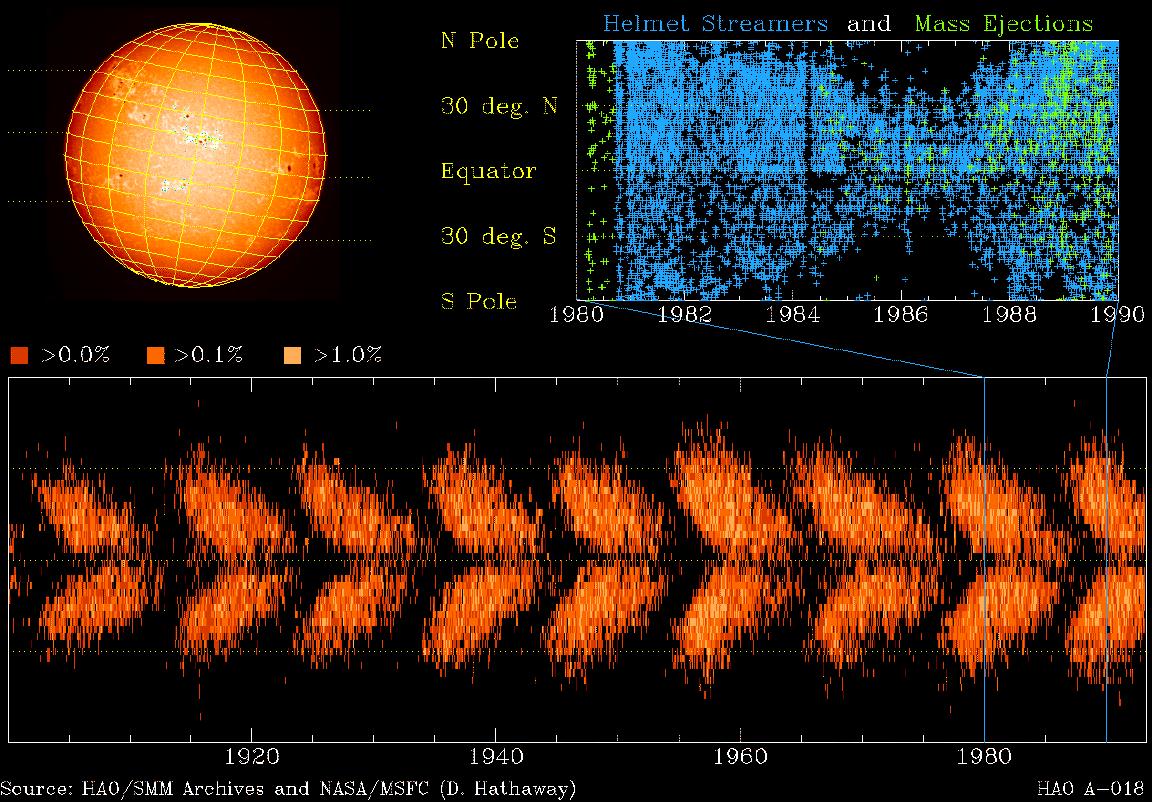 Helmet Streamers and Mass Ejections
N Pole
30 deg. N
Equator
30 deg. S
S Pole
1980 1982 1984 1986 1988 1990
>0.0% >0.1% >1.0%
1920 1940 1960 1980
Source: HAO/SMM Archives and NASA/MSFC (D. Hathaway) HAO A-018